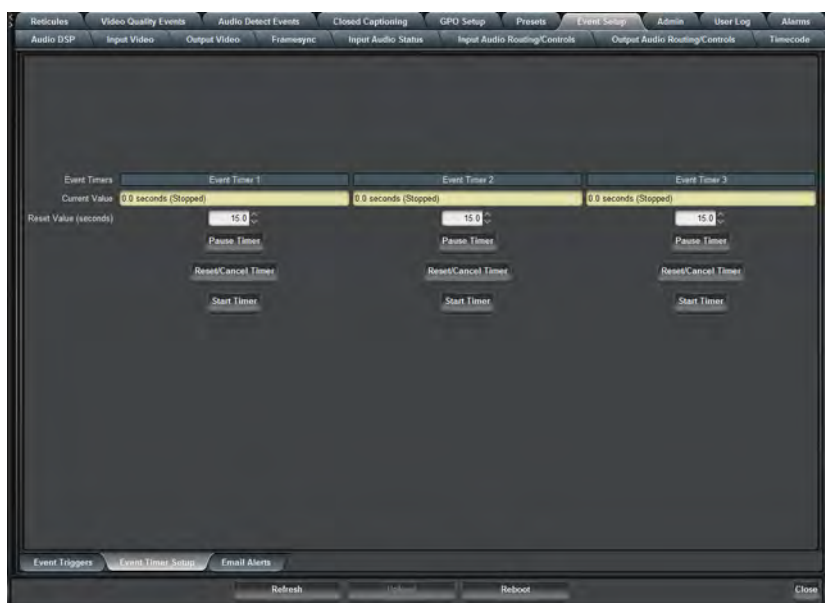 Reticules Video Quality Events Audio Detect Events Closed Captioning GPO Setup Presets Event Setup Admin User Log Alarms
Audio DSP Input Video Output Video Framesync Input Audio Status Input Audio Routing/Controls Output Audio Routing/Controls Timecode
Event Timers Event Timer 1 Event Timer 2 Event Timer 3
Current Value 0.0 seconds (Stopped) 0.0 seconds (Stopped) 0.0 seconds (Stopped)
Reset Value (seconds) 15.0 15.0 15.0
Pause Timer Pause Timer Pause Timer
Reset/Cancel Timer Reset/Cancel Timer Reset/Cancel Timer
Start Timer Start Timer Start Timer
Event Triggers Event Timer Setup Email Alerts
Refresh Upload Reboot Close